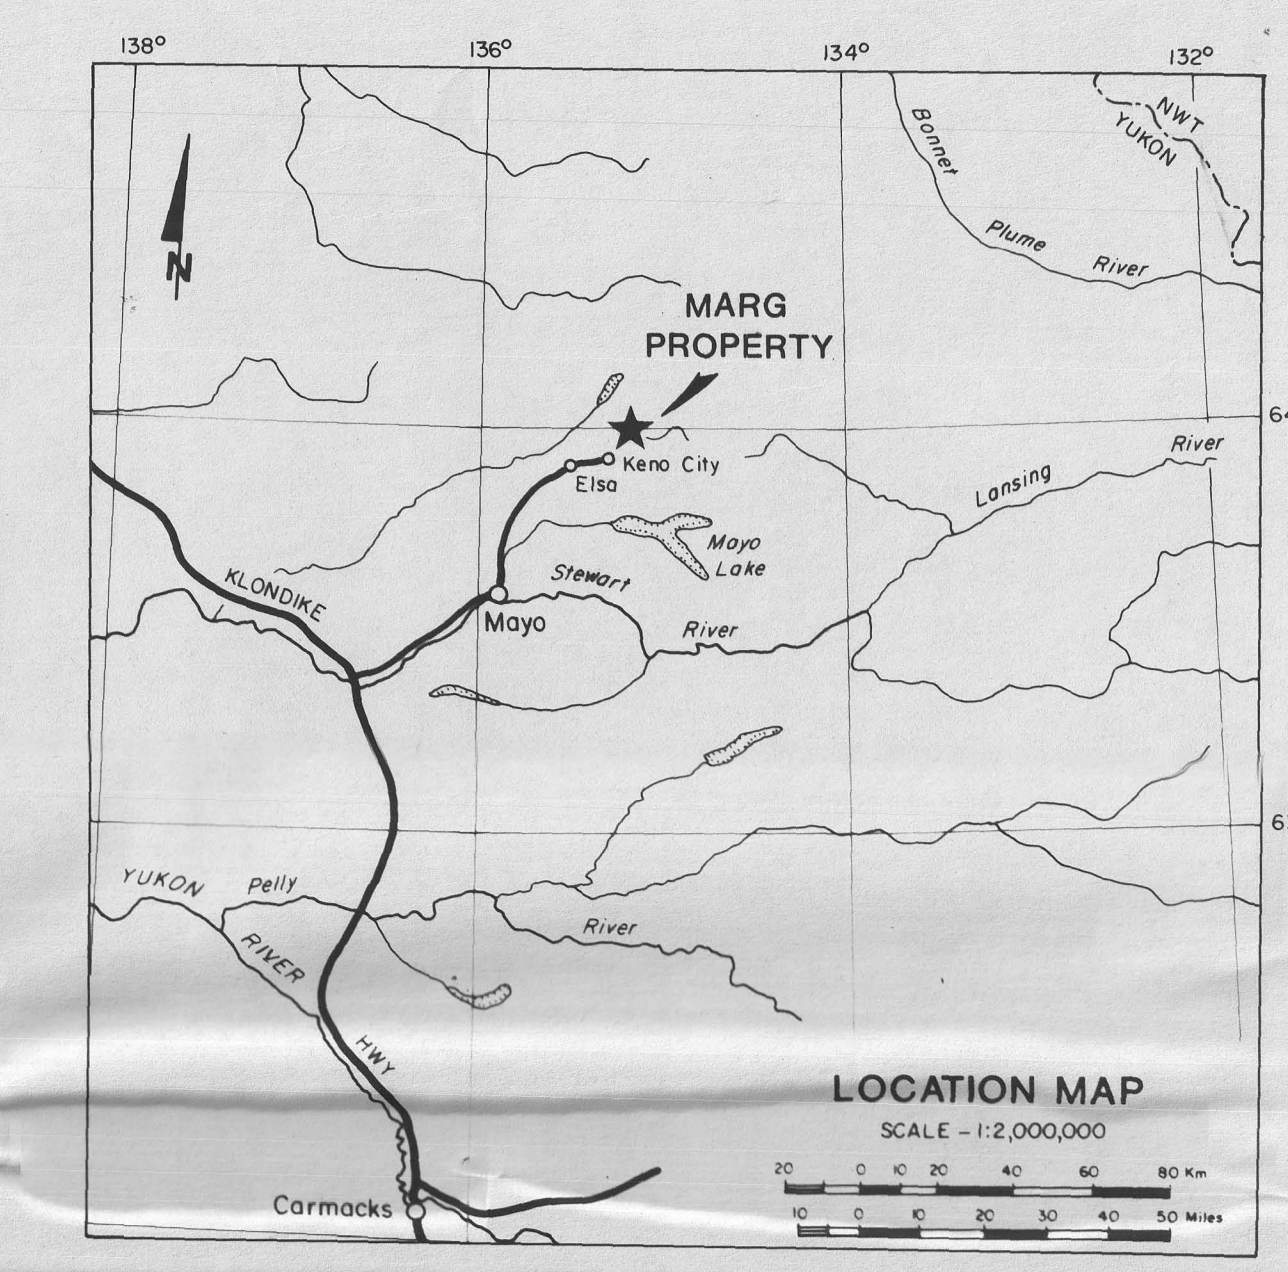 138° 136° 134° 132°
NWT
YUKON
Bonnet
Plume
River
N
MARG
PROPERTY
64
River
Keno City
Lansing
Elsa
Mayo
Lake
Stewart
KLONDIKE
Mayo
River
6
YUKON
Pelly
River
RIVER
HWY
LOCATION MAP
SCALE – 1:2,000,000
20 0 10 20 40 60 80 Km
10 0 10 20 30 40 50 Miles
Carmacks